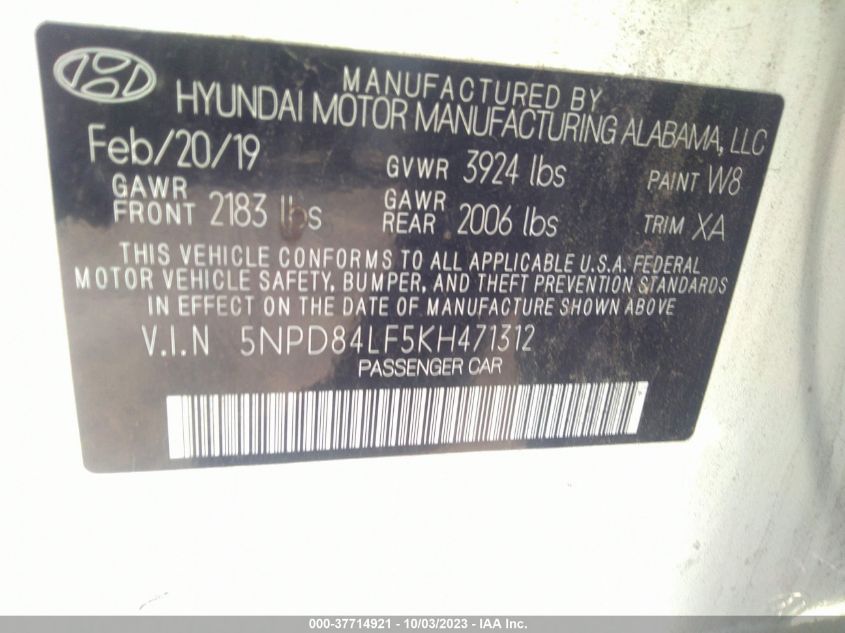 MANUFACTURED BY
HYUNDAI MOTOR MANUFACTURING ALABAMA, LLC
Feb/20/19 GVWR 3924 lbs PAINT W8
GAWR FRONT 2183 lbs GAWR REAR 2006 lbs TRIM XA
THIS VEHICLE CONFORMS TO ALL APPLICABLE U.S.A. FEDERAL
MOTOR VEHICLE SAFETY, BUMPER, AND THEFT PREVENTION STANDARDS
IN EFFECT ON THE DATE OF MANUFACTURE SHOWN ABOVE
V.I.N 5NPD84LF5KH471312
PASSENGER CAR
000-37714921 - 10/03/2023 - IAA Inc.